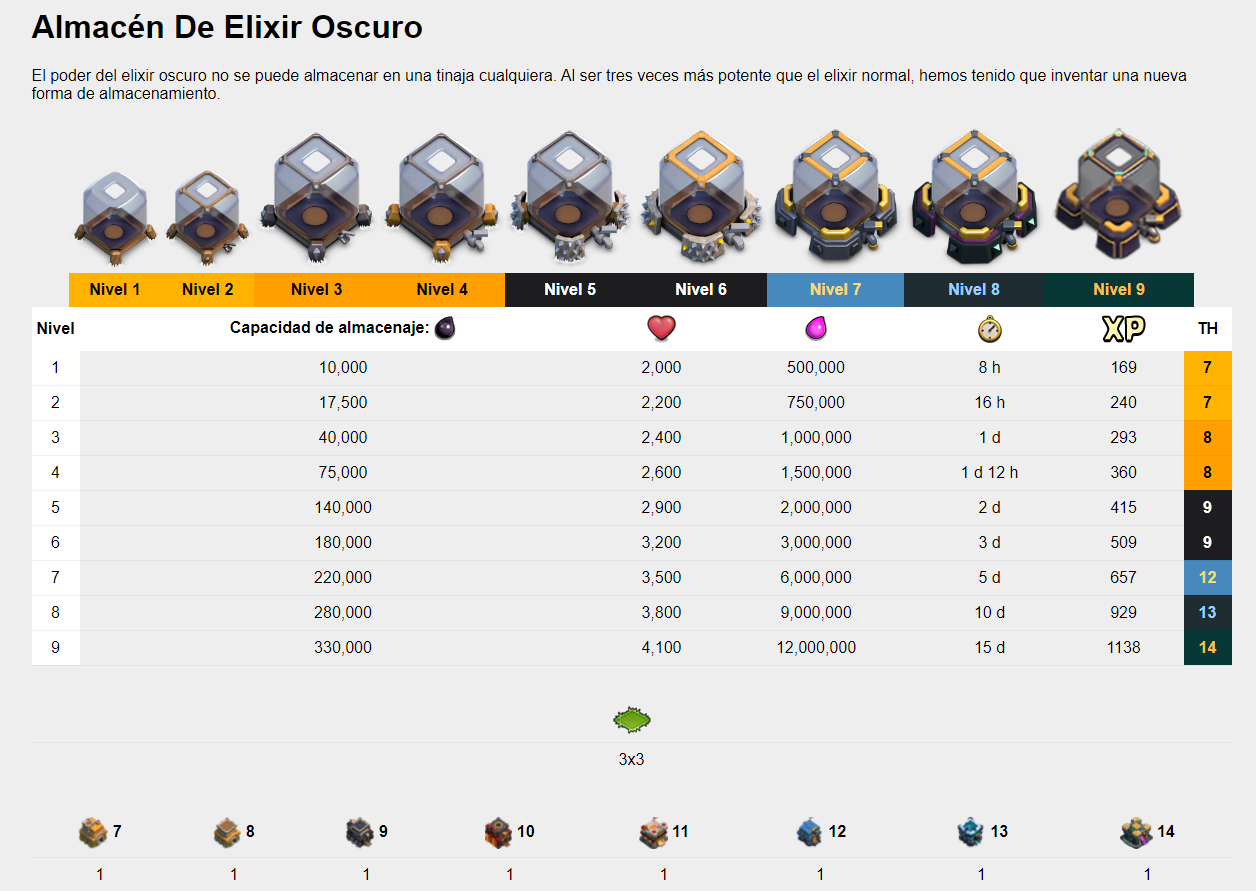 Almacén De Elixir Oscuro
El poder del elixir oscuro no se puede almacenar en una tinaja cualquiera. Al ser tres veces más potente que el elixir normal, hemos tenido que inventar una nueva
forma de almacenamiento.
Nivel 1 Nivel 2 Nivel 3 Nivel 4 Nivel 5 Nivel 6 Nivel 7 Nivel 8 Nivel 9
Nivel Capacidad de almacenaje: XP TH
1 10,000 2,000 500,000 8 h 169 7
2 17,500 2,200 750,000 16 h 240 7
3 40,000 2,400 1,000,000 1 d 293 8
4 75,000 2,600 1,500,000 1 d 12 h 360 8
5 140,000 2,900 2,000,000 2 d 415 9
6 180,000 3,200 3,000,000 3 d 509 9
7 220,000 3,500 6,000,000 5 d 657 12
8 280,000 3,800 9,000,000 10 d 929 13
9 330,000 4,100 12,000,000 15 d 1138 14
3x3
7 8 9 10 11 12 13 14
1 1 1 1 1 1 1 1